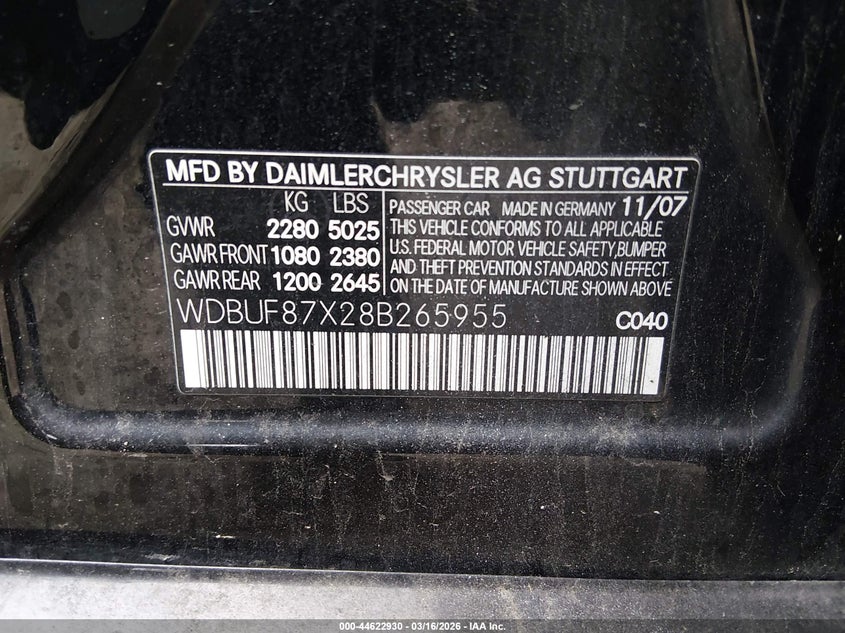 MFD BY DAIMLERCHRYSLER AG STUTTGART
KG LBS
GVWR 2280 5025
GAWR FRONT 1080 2380
GAWR REAR 1200 2645
PASSENGER CAR MADE IN GERMANY 11/07
THIS VEHICLE CONFORMS TO ALL APPLICABLE
U.S. FEDERAL MOTOR VEHICLE SAFETY,BUMPER
AND THEFT PREVENTION STANDARDS IN EFFECT
ON THE DATE OF MANUFACTURE SHOWN ABOVE
WDBUF87X28B265955
C040
000-44622930 - 03/16/2026 - IAA Inc.